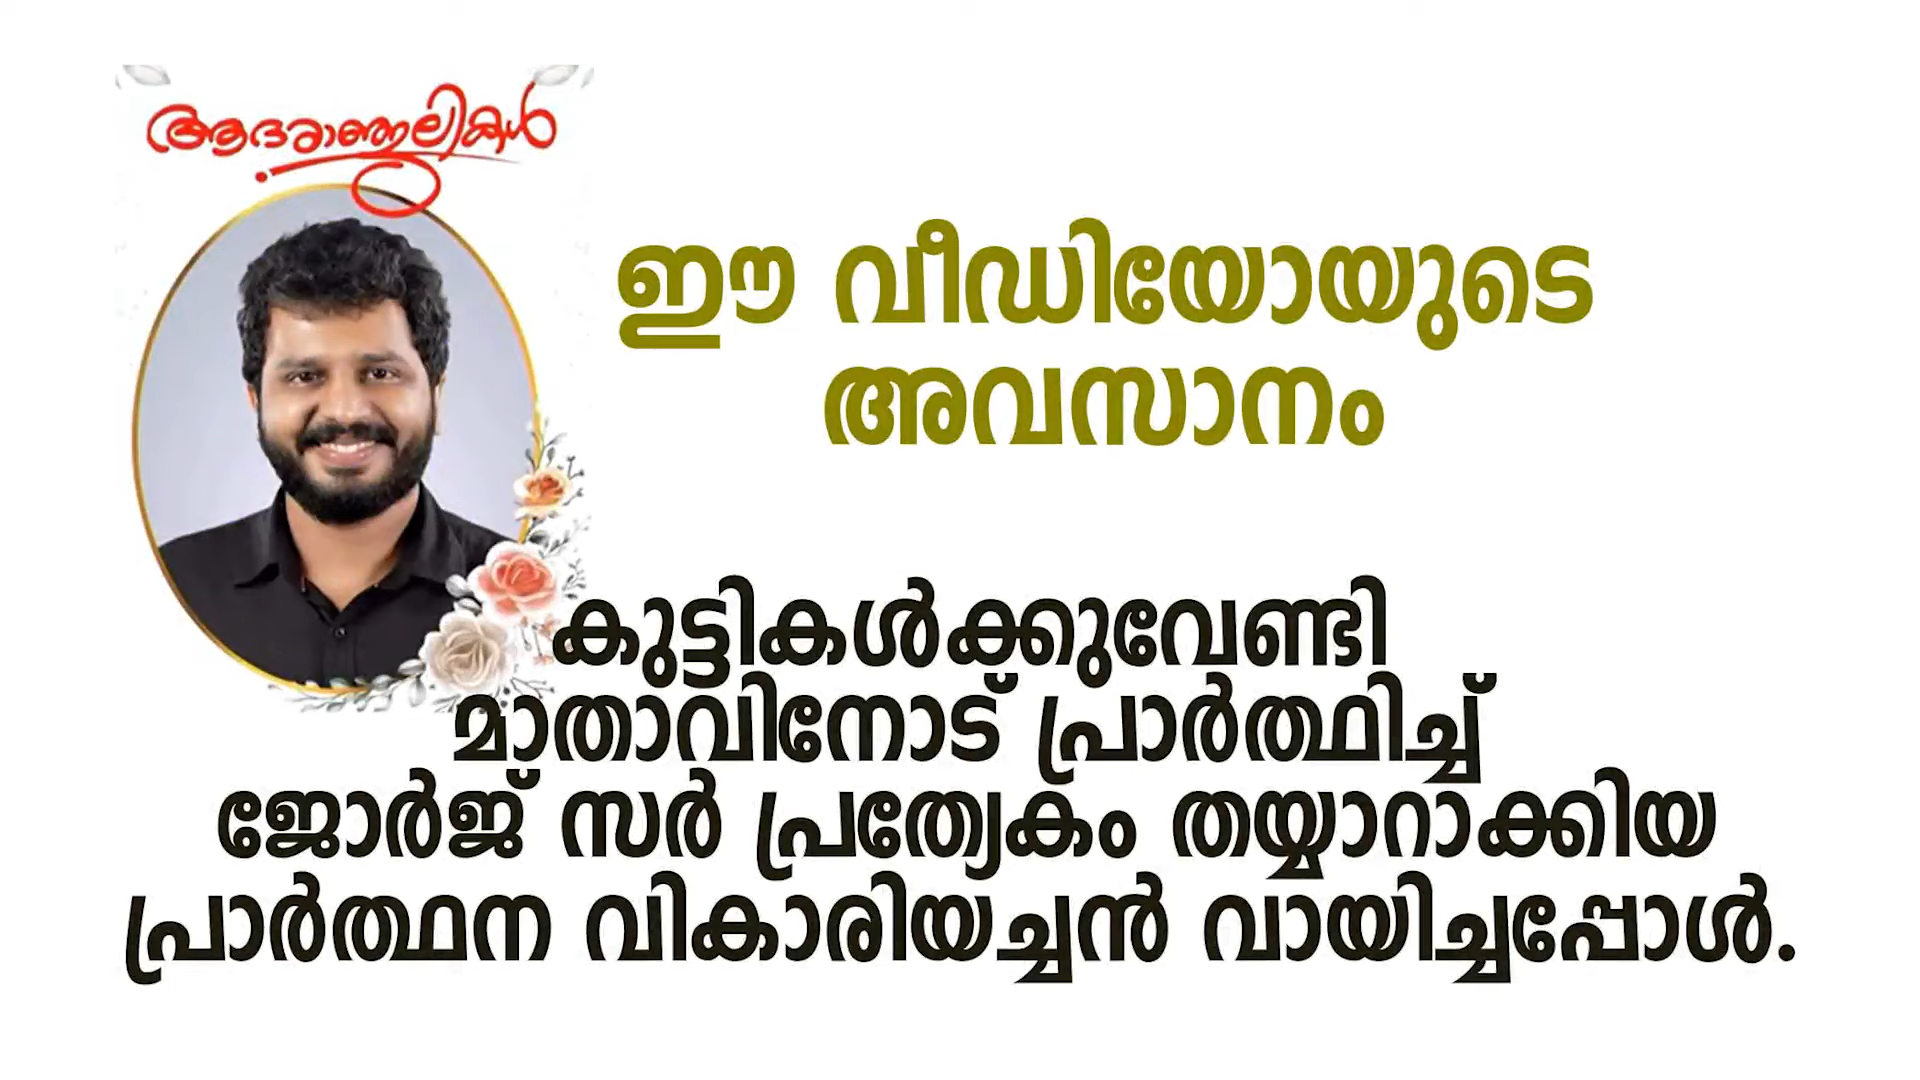 ആദരാഞ്ജലികൾ
ഈ വീഡിയോയുടെ
അവസാനം
കുട്ടികൾക്കുവേണ്ടി
മാതാവിനോട് പ്രാർത്ഥിച്ച്
ജോർജ് സർ പ്രത്യേകം തയ്യാറാക്കിയ
പ്രാർത്ഥന വികാരിയച്ചൻ വായിച്ചപ്പോൾ.